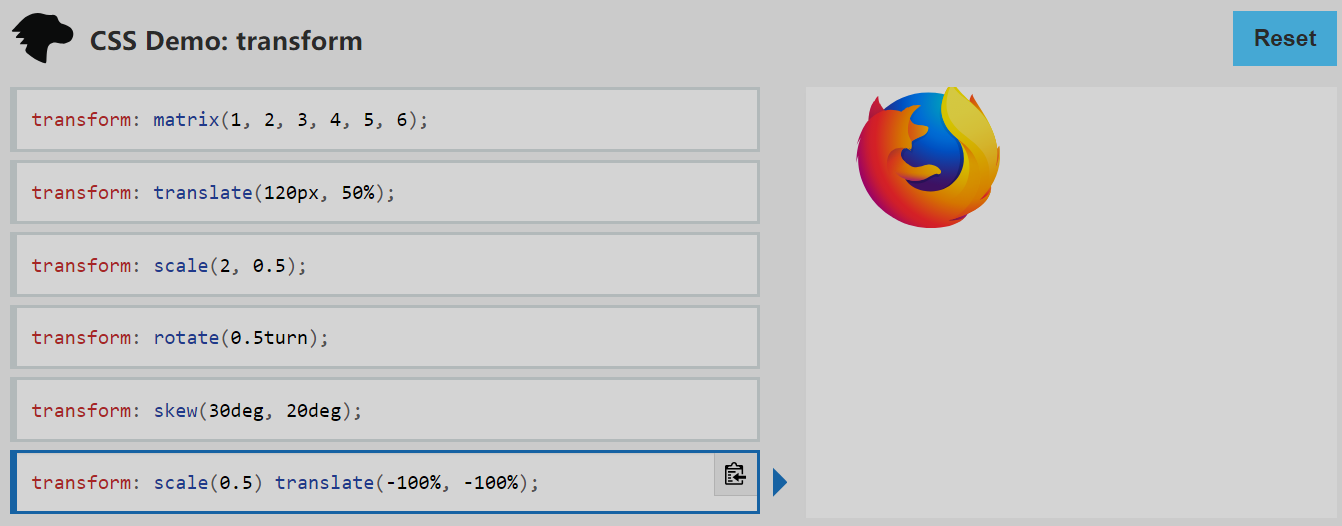 CSS Demo: transform
Reset
transform: matrix(1, 2, 3, 4, 5, 6);
transform: translate(120px, 50%);
transform: scale(2, 0.5);
transform: rotate(0.5turn);
transform: skew(30deg, 20deg);
transform: scale(0.5) translate(-100%, -100%);